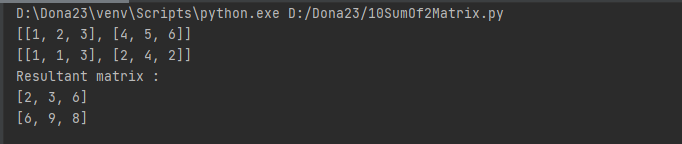 D:\Dona23\venv\Scripts\python.exe D:/Dona23/10SumOf2Matrix.py
[[1, 2, 3], [4, 5, 6]]
[[1, 1, 3], [2, 4, 2]]
Resultant matrix :
[2, 3, 6]
[6, 9, 8]